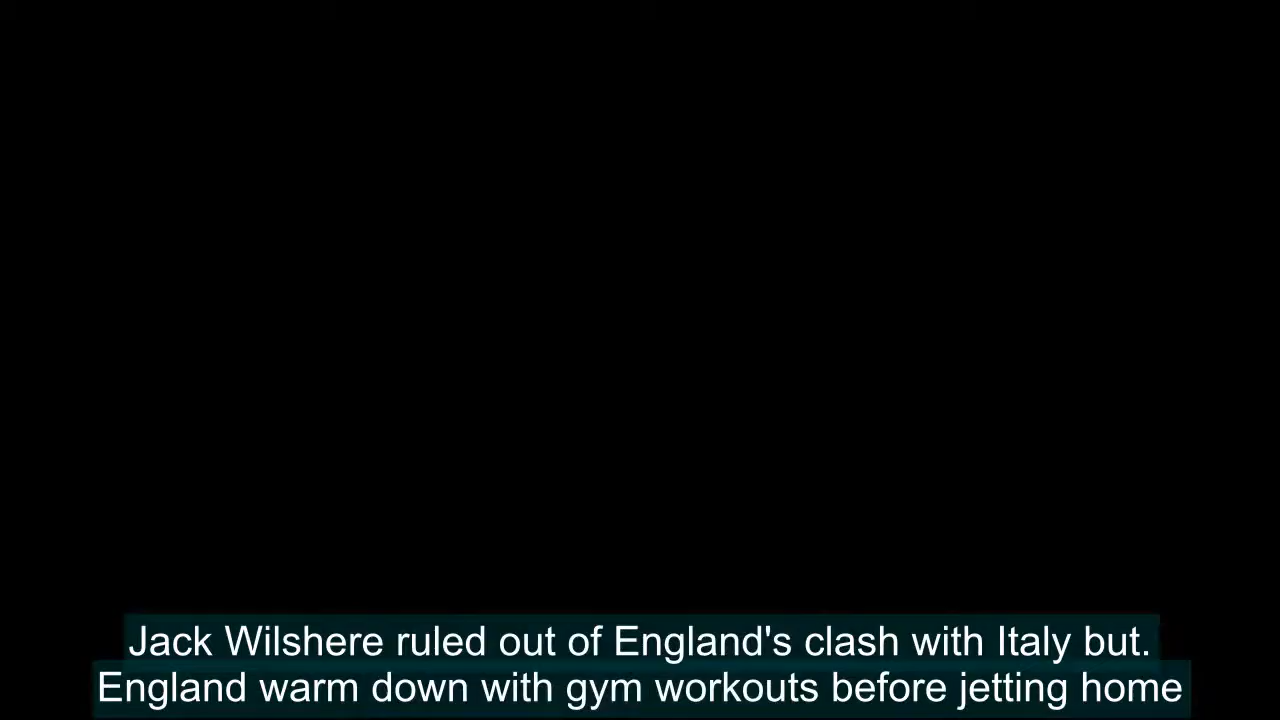 Jack Wilshere ruled out of England's clash with Italy but.
England warm down with gym workouts before jetting home